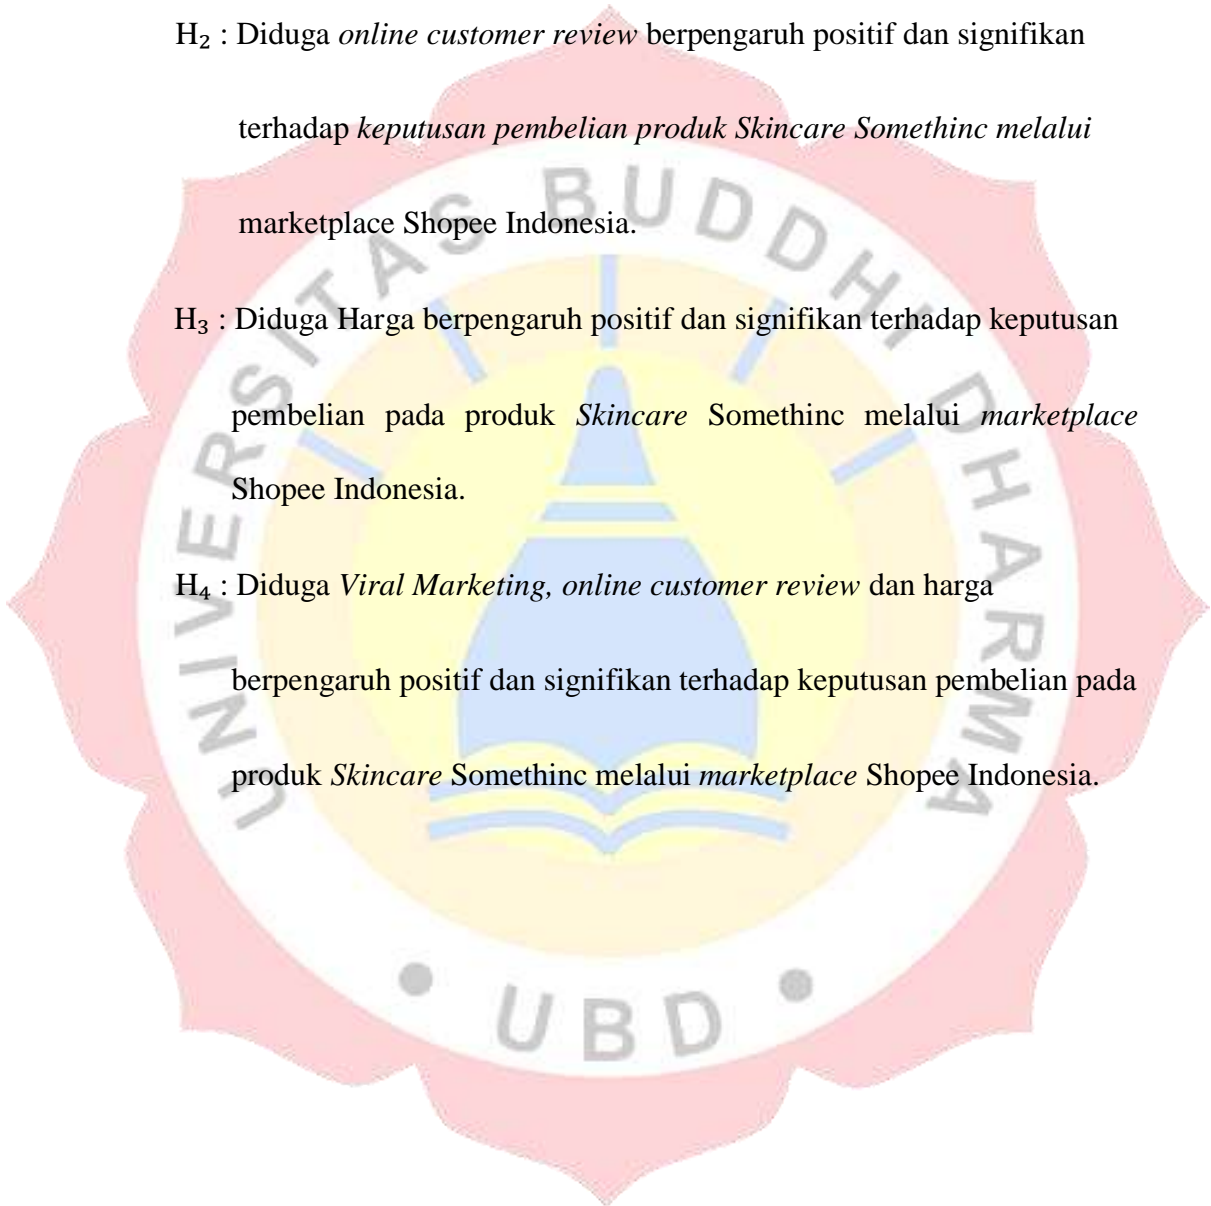 H₂ : Diduga online customer review berpengaruh positif dan signifikan
terhadap keputusan pembelian produk Skincare Somethinc melalui
marketplace Shopee Indonesia.
H₃ : Diduga Harga berpengaruh positif dan signifikan terhadap keputusan
pembelian pada produk Skincare Somethinc melalui marketplace
Shopee Indonesia.
H₄ : Diduga Viral Marketing, online customer review dan harga
berpengaruh positif dan signifikan terhadap keputusan pembelian pada
produk Skincare Somethinc melalui marketplace Shopee Indonesia.
UNIVERSITAS BUDDHI DHARMA
• UBD •